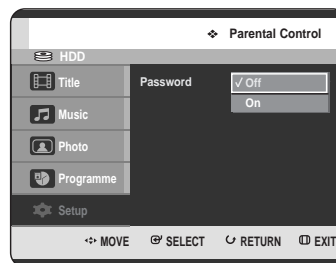 ❖ Parental Control
HDD
Title
Password
✓ Off
On
Music
Photo
Programme
Setup
MOVE SELECT RETURN EXIT